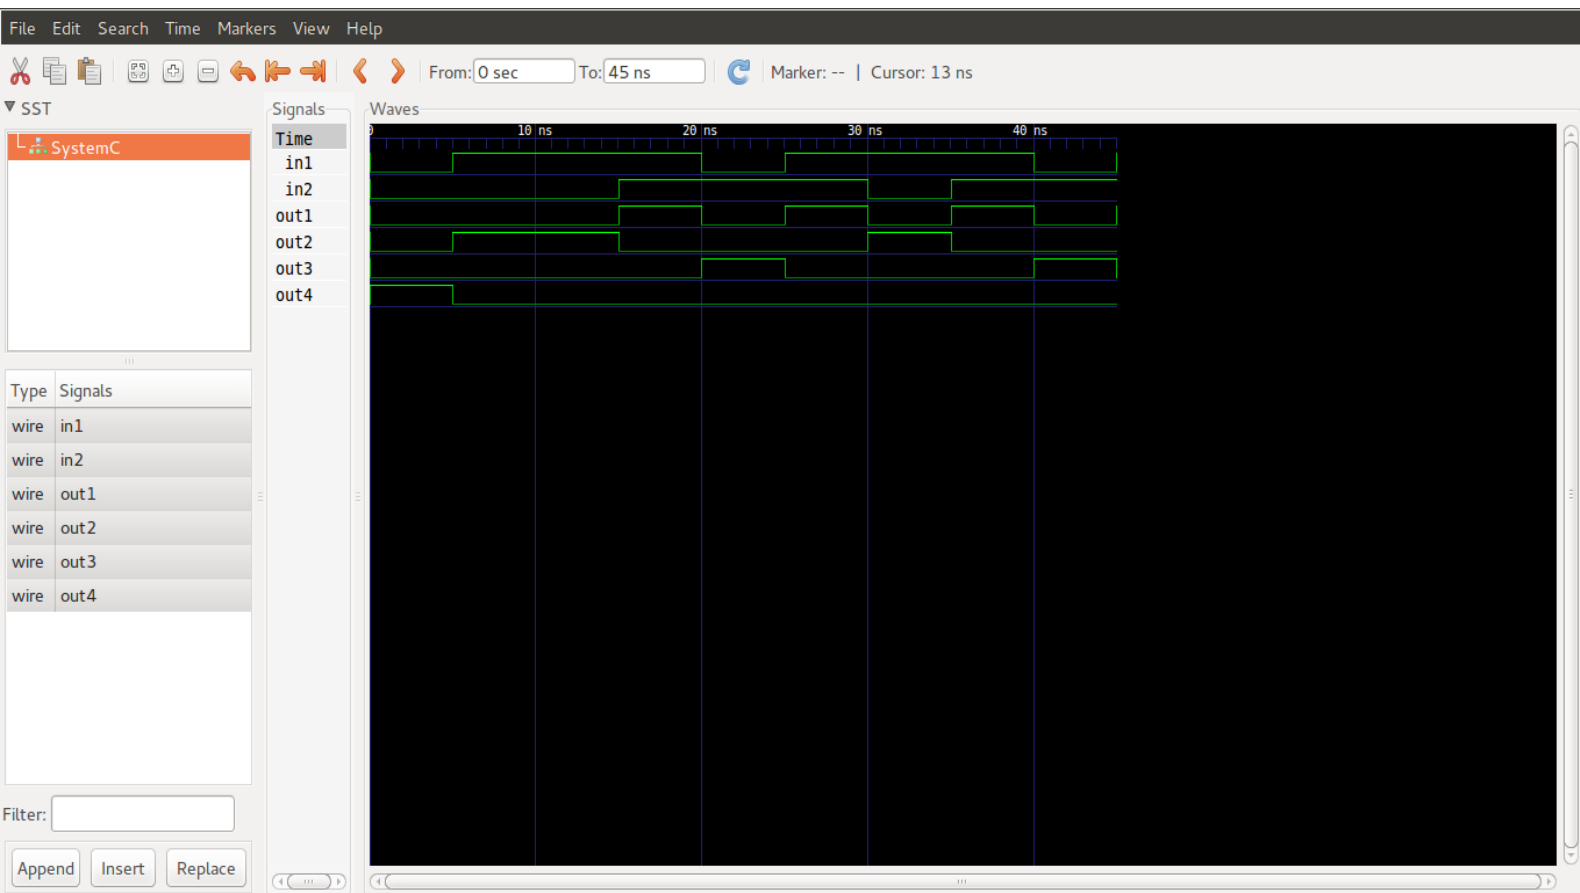 File Edit Search Time Markers View Help
From: 0 sec To: 45 ns Marker: -- | Cursor: 13 ns
SST
SystemC
Type Signals
wire in1
wire in2
wire out1
wire out2
wire out3
wire out4
Filter:
Append Insert Replace
Signals
Time
in1
in2
out1
out2
out3
out4
Waves
0 10 ns 20 ns 30 ns 40 ns